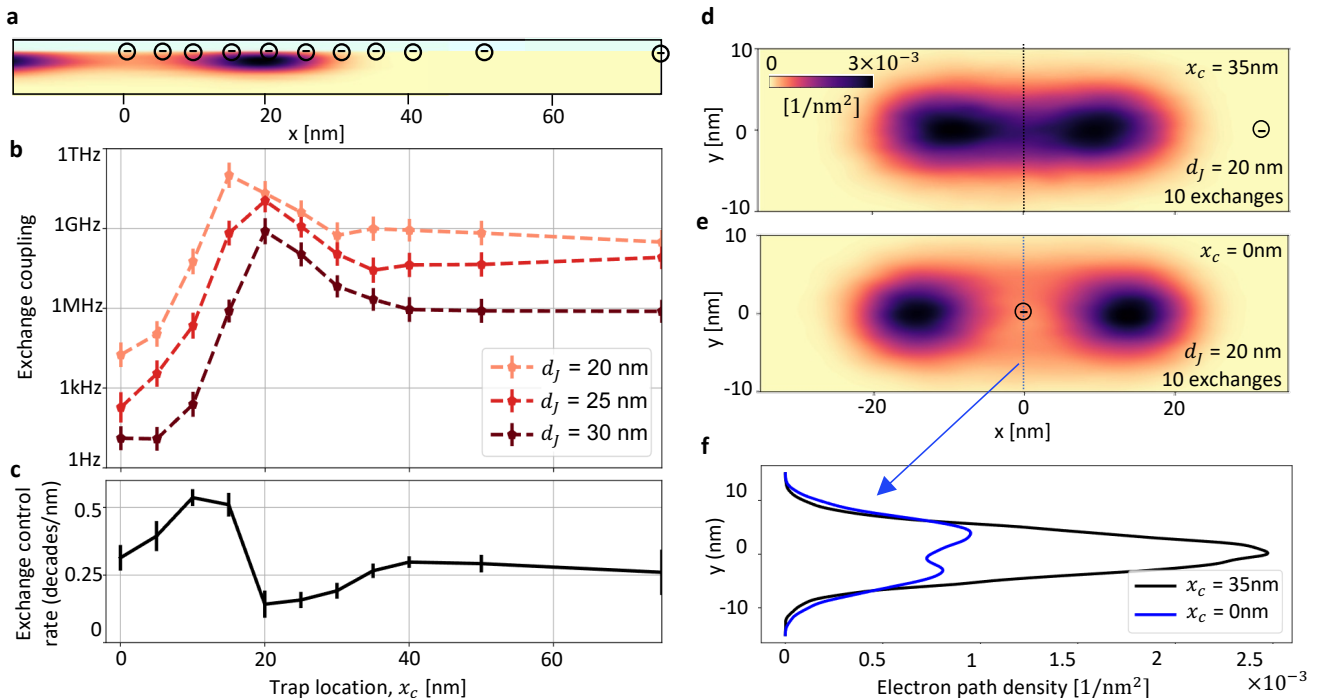 a
0
20
40
60
x [nm]
b
1THz
1GHz
1MHz
1kHz
1Hz
Exchange coupling
d_J = 20 nm
d_J = 25 nm
d_J = 30 nm
c
0.5
0.25
0
Exchange control
rate (decades/nm)
0
20
40
60
Trap location, x_c [nm]
d
10
0
-10
y [nm]
0
3×10⁻³
[1/nm²]
x_c = 35nm
d_J = 20 nm
10 exchanges
e
10
0
-10
y [nm]
x_c = 0nm
d_J = 20 nm
10 exchanges
-20
0
20
x [nm]
f
10
0
-10
y (nm)
x_c = 35nm
x_c = 0nm
0
0.5
1
1.5
2
2.5
×10⁻³
Electron path density [1/nm²]